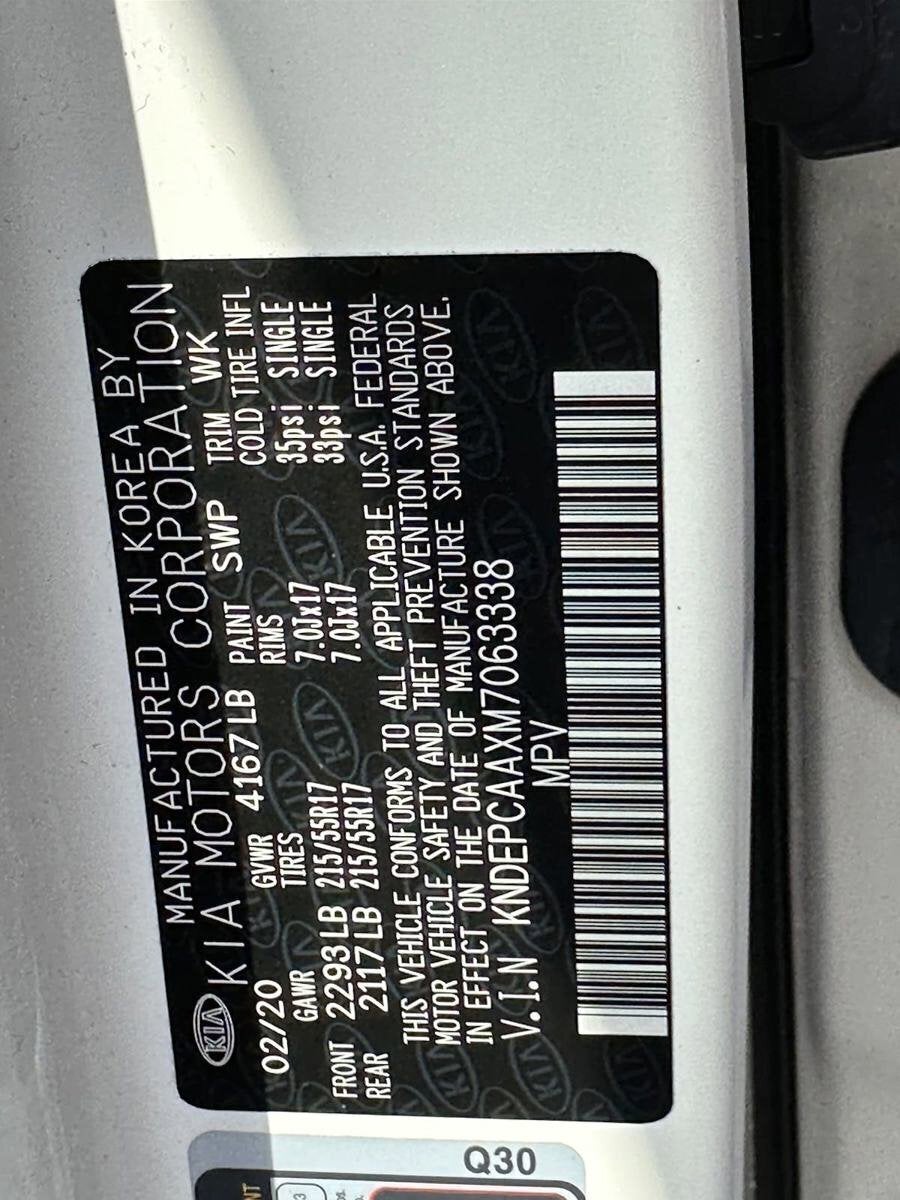 MANUFACTURED IN KOREA BY
KIA KIA MOTORS CORPORATION
02/20 GVWR 4167LB PAINT SWP TRIM WK
GAWR TIRES RIMS COLD TIRE INFL
FRONT 2293LB 215/55R17 7.0Jx17 35psi SINGLE
REAR 2117LB 215/55R17 7.0Jx17 33psi SINGLE
THIS VEHICLE CONFORMS TO ALL APPLICABLE U.S.A. FEDERAL
MOTOR VEHICLE SAFETY AND THEFT PREVENTION STANDARDS
IN EFFECT ON THE DATE OF MANUFACTURE SHOWN ABOVE.
V.I.N KNDEPCAAXM7063338
MPV
Q30